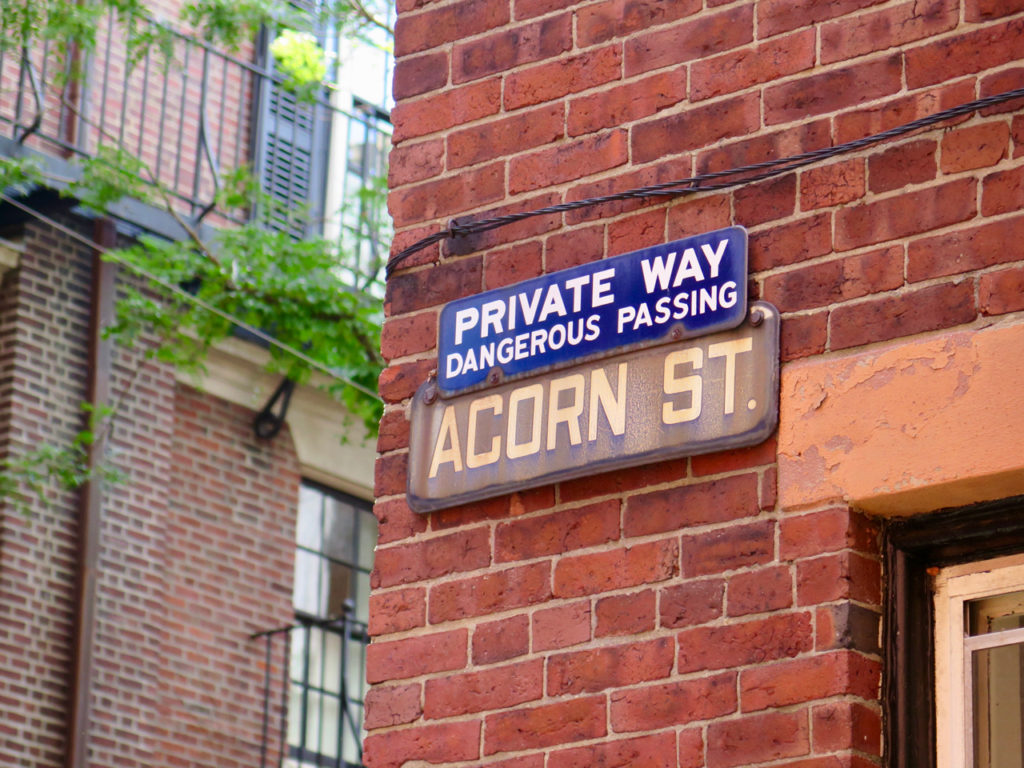 PRIVATE WAY
DANGEROUS PASSING
ACORN ST.